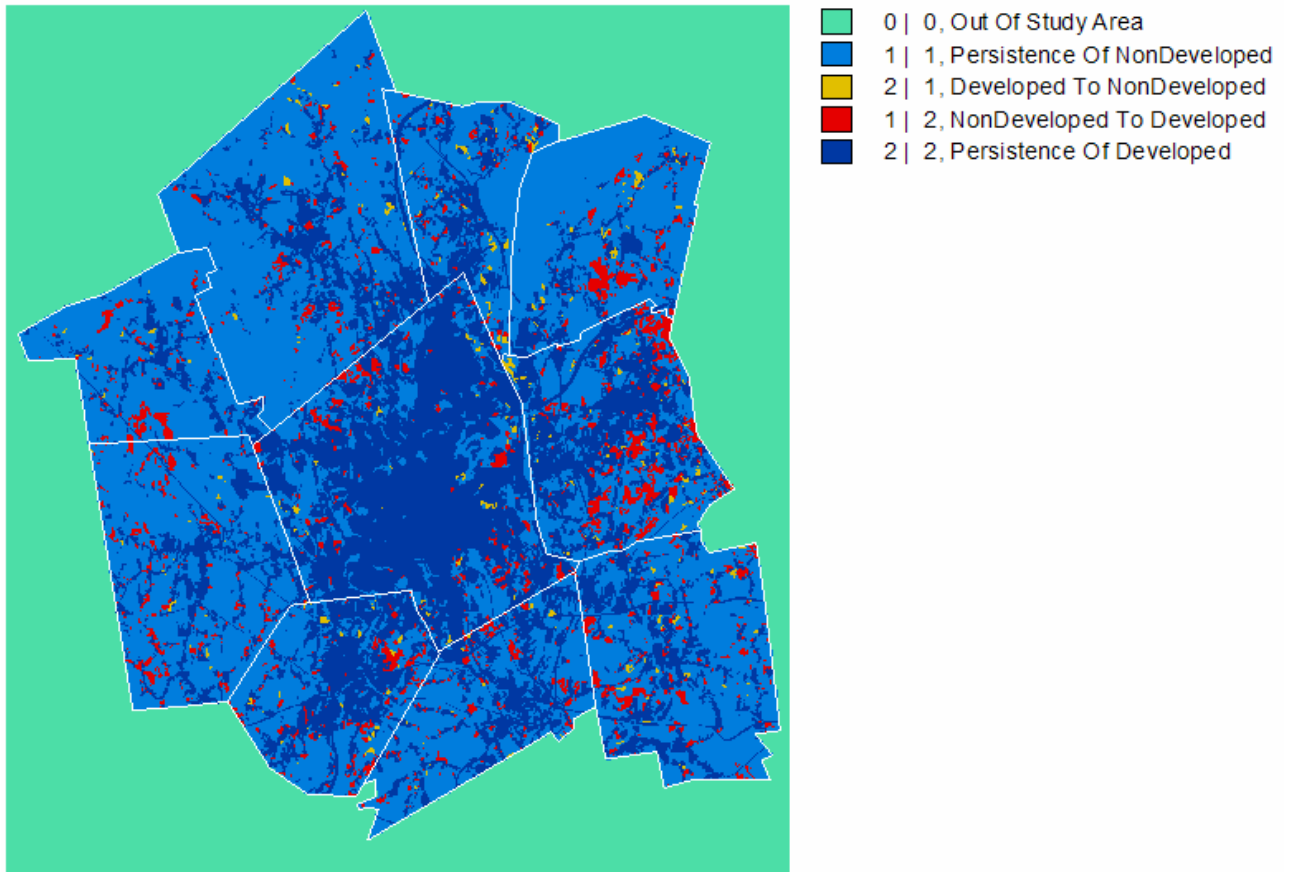 0 | 0, Out Of Study Area
1 | 1, Persistence Of NonDeveloped
2 | 1, Developed To NonDeveloped
1 | 2, NonDeveloped To Developed
2 | 2, Persistence Of Developed